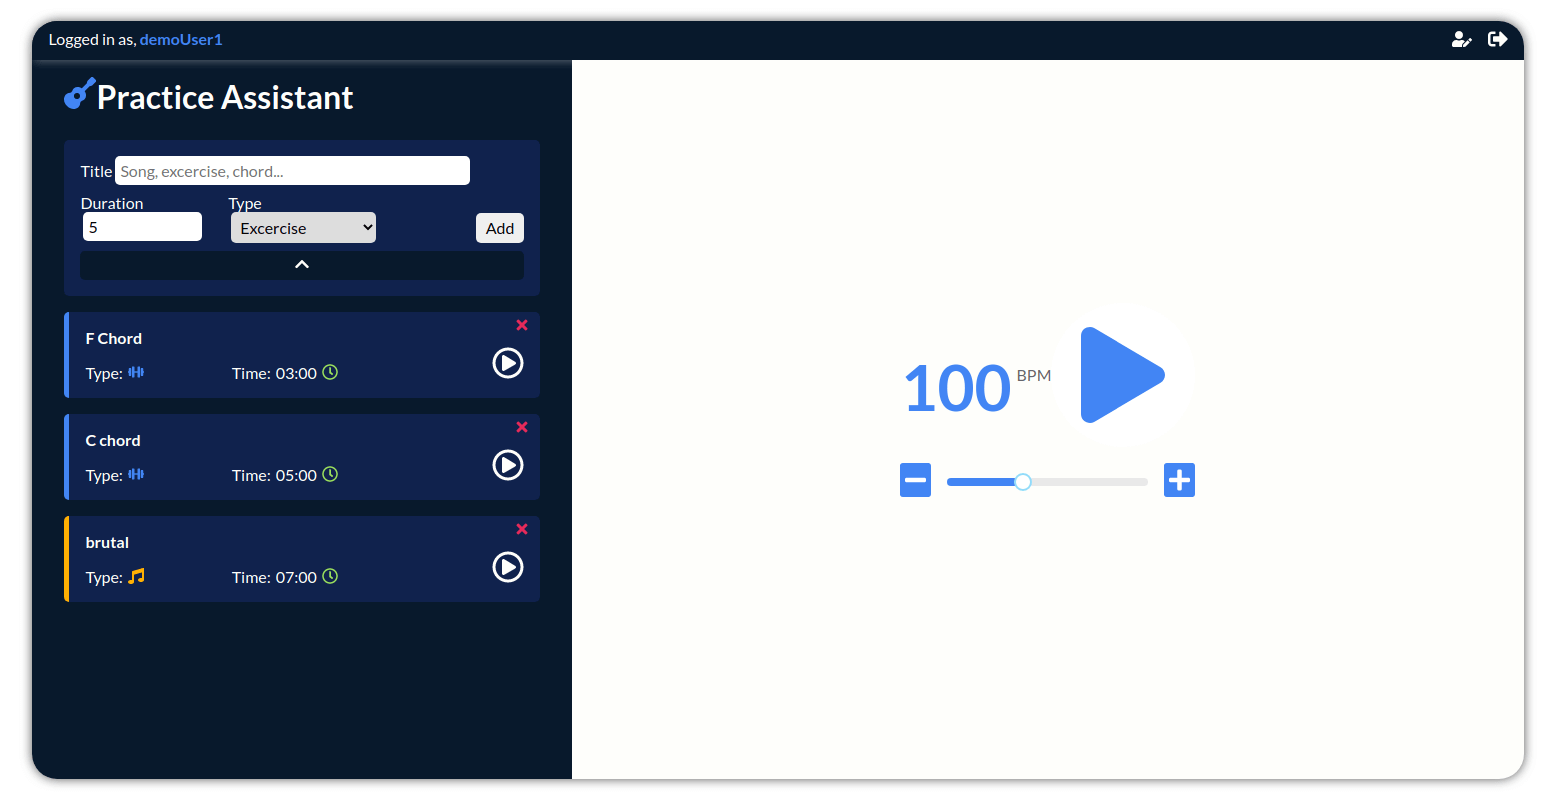 Logged in as, demoUser1
Practice Assistant
Title Song, excercise, chord...
Duration Type
5 Excercise Add
F Chord
Type: Time: 03:00
C chord
Type: Time: 05:00
brutal
Type: Time: 07:00
100 BPM